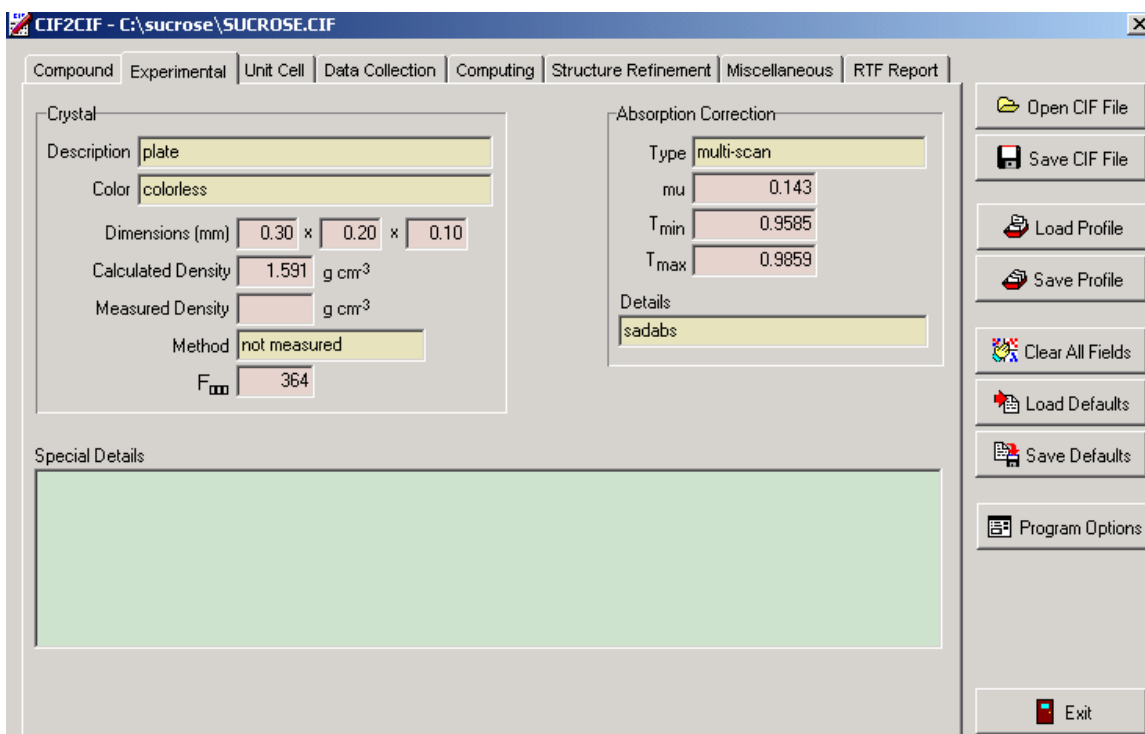 CIF2CIF - C:\sucrose\SUCROSE.CIF
Compound Experimental Unit Cell Data Collection Computing Structure Refinement Miscellaneous RTF Report
Crystal
Description plate
Color colorless
Dimensions (mm) 0.30 x 0.20 x 0.10
Calculated Density 1.591 g cm³
Measured Density g cm³
Method not measured
F000 364
Absorption Correction
Type multi-scan
mu 0.143
Tmin 0.9585
Tmax 0.9859
Details
sadabs
Special Details
Open CIF File
Save CIF File
Load Profile
Save Profile
Clear All Fields
Load Defaults
Save Defaults
Program Options
Exit